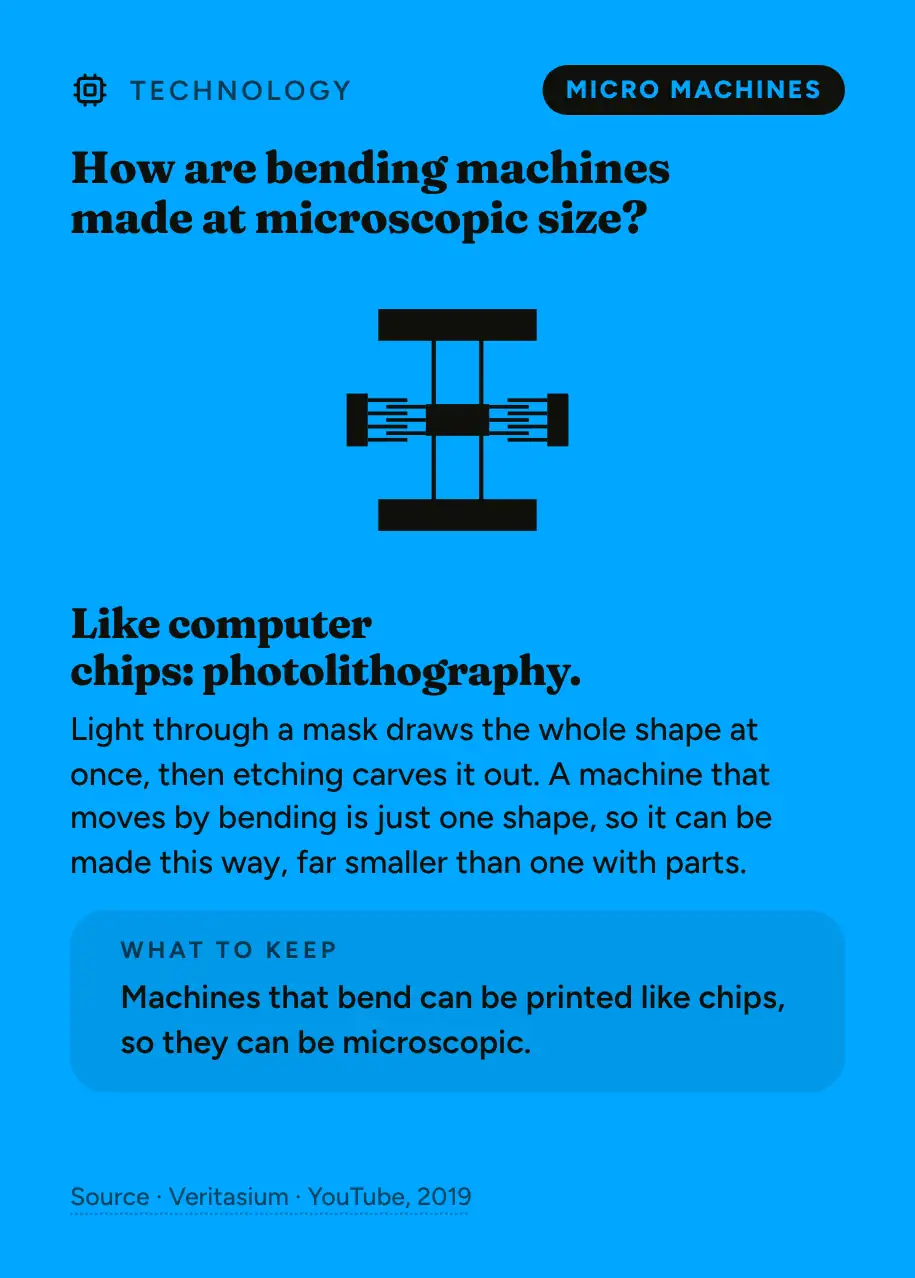 TECHNOLOGY
MICRO MACHINES
How are bending machines
made at microscopic size?
Like computer
chips: photolithography.
Light through a mask draws the whole shape at
once, then etching carves it out. A machine that
moves by bending is just one shape, so it can be
made this way, far smaller than one with parts.
WHAT TO KEEP
Machines that bend can be printed like chips,
so they can be microscopic.
Source · Veritasium · YouTube, 2019